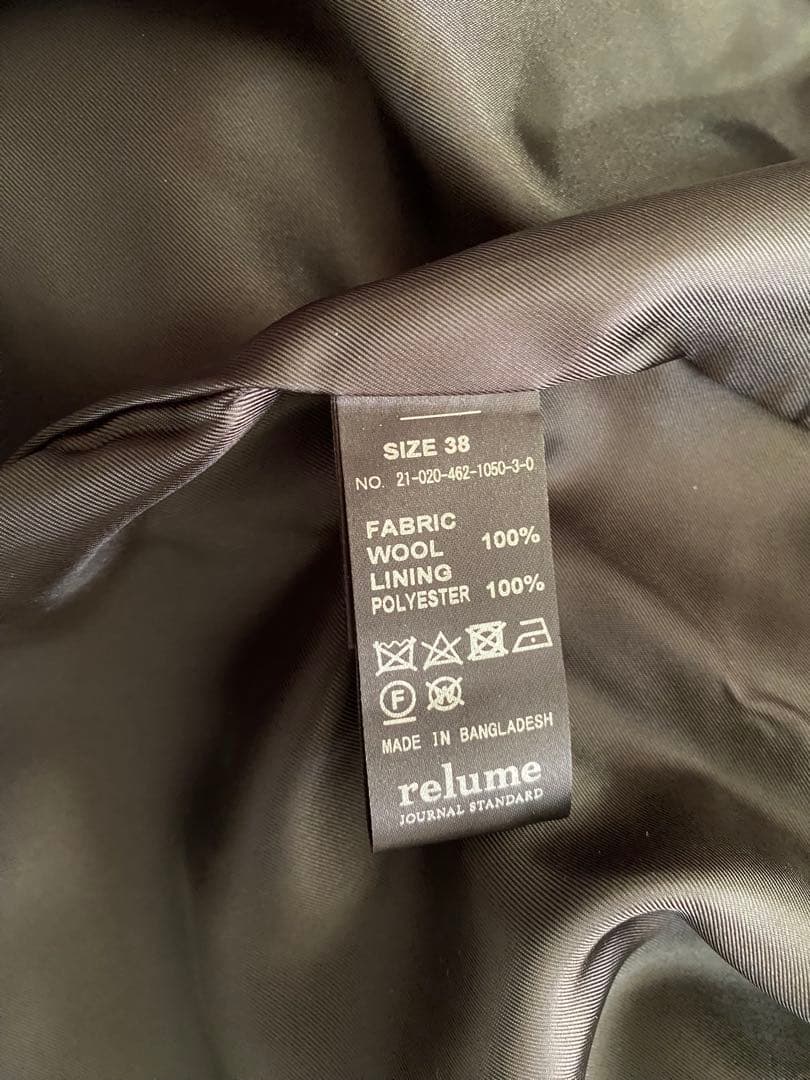 SIZE 38
NO. 21-020-462-1050-3-0
FABRIC
WOOL 100%
LINING
POLYESTER 100%
F W
MADE IN BANGLADESH
relume
JOURNAL STANDARD